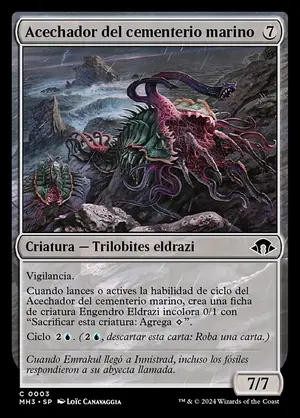 Acechador del cementerio marino 7
Criatura — Trilobites eldrazi
Vigilancia.
Cuando lances o actives la habilidad de ciclo del
Acechador del cementerio marino, crea una ficha
de criatura Engendro Eldrazi incolora 0/1 con
“Sacrificar esta criatura: Agrega ◇”.
Ciclo 2💧. (2💧, descartar esta carta: Roba una carta.)
Cuando Emrakul llegó a Innistrad, incluso los fósiles
respondieron a su abyecta llamada.
7/7
C 0003
MH3 • SP Loïc Canavaggia
™ & © 2024 Wizards of the Coast